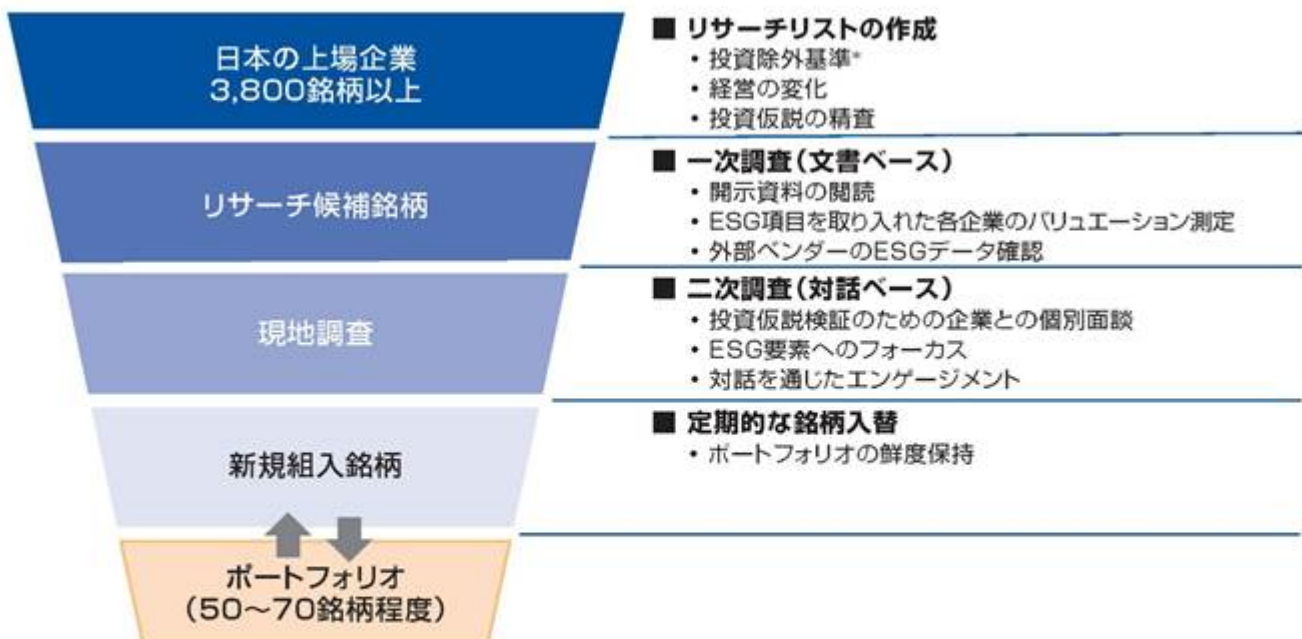 日本の上場企業
3,800銘柄以上
■ リサーチリストの作成
・投資除外基準*
・経営の変化
・投資仮説の精査
リサーチ候補銘柄
■ 一次調査(文書ベース)
・開示資料の閲読
・ESG項目を取り入れた各企業のバリュエーション測定
・外部ベンダーのESGデータ確認
現地調査
■ 二次調査(対話ベース)
・投資仮説検証のための企業との個別面談
・ESG要素へのフォーカス
・対話を通じたエンゲージメント
新規組入銘柄
■ 定期的な銘柄入替
・ポートフォリオの鮮度保持
ポートフォリオ
(50～70銘柄程度)